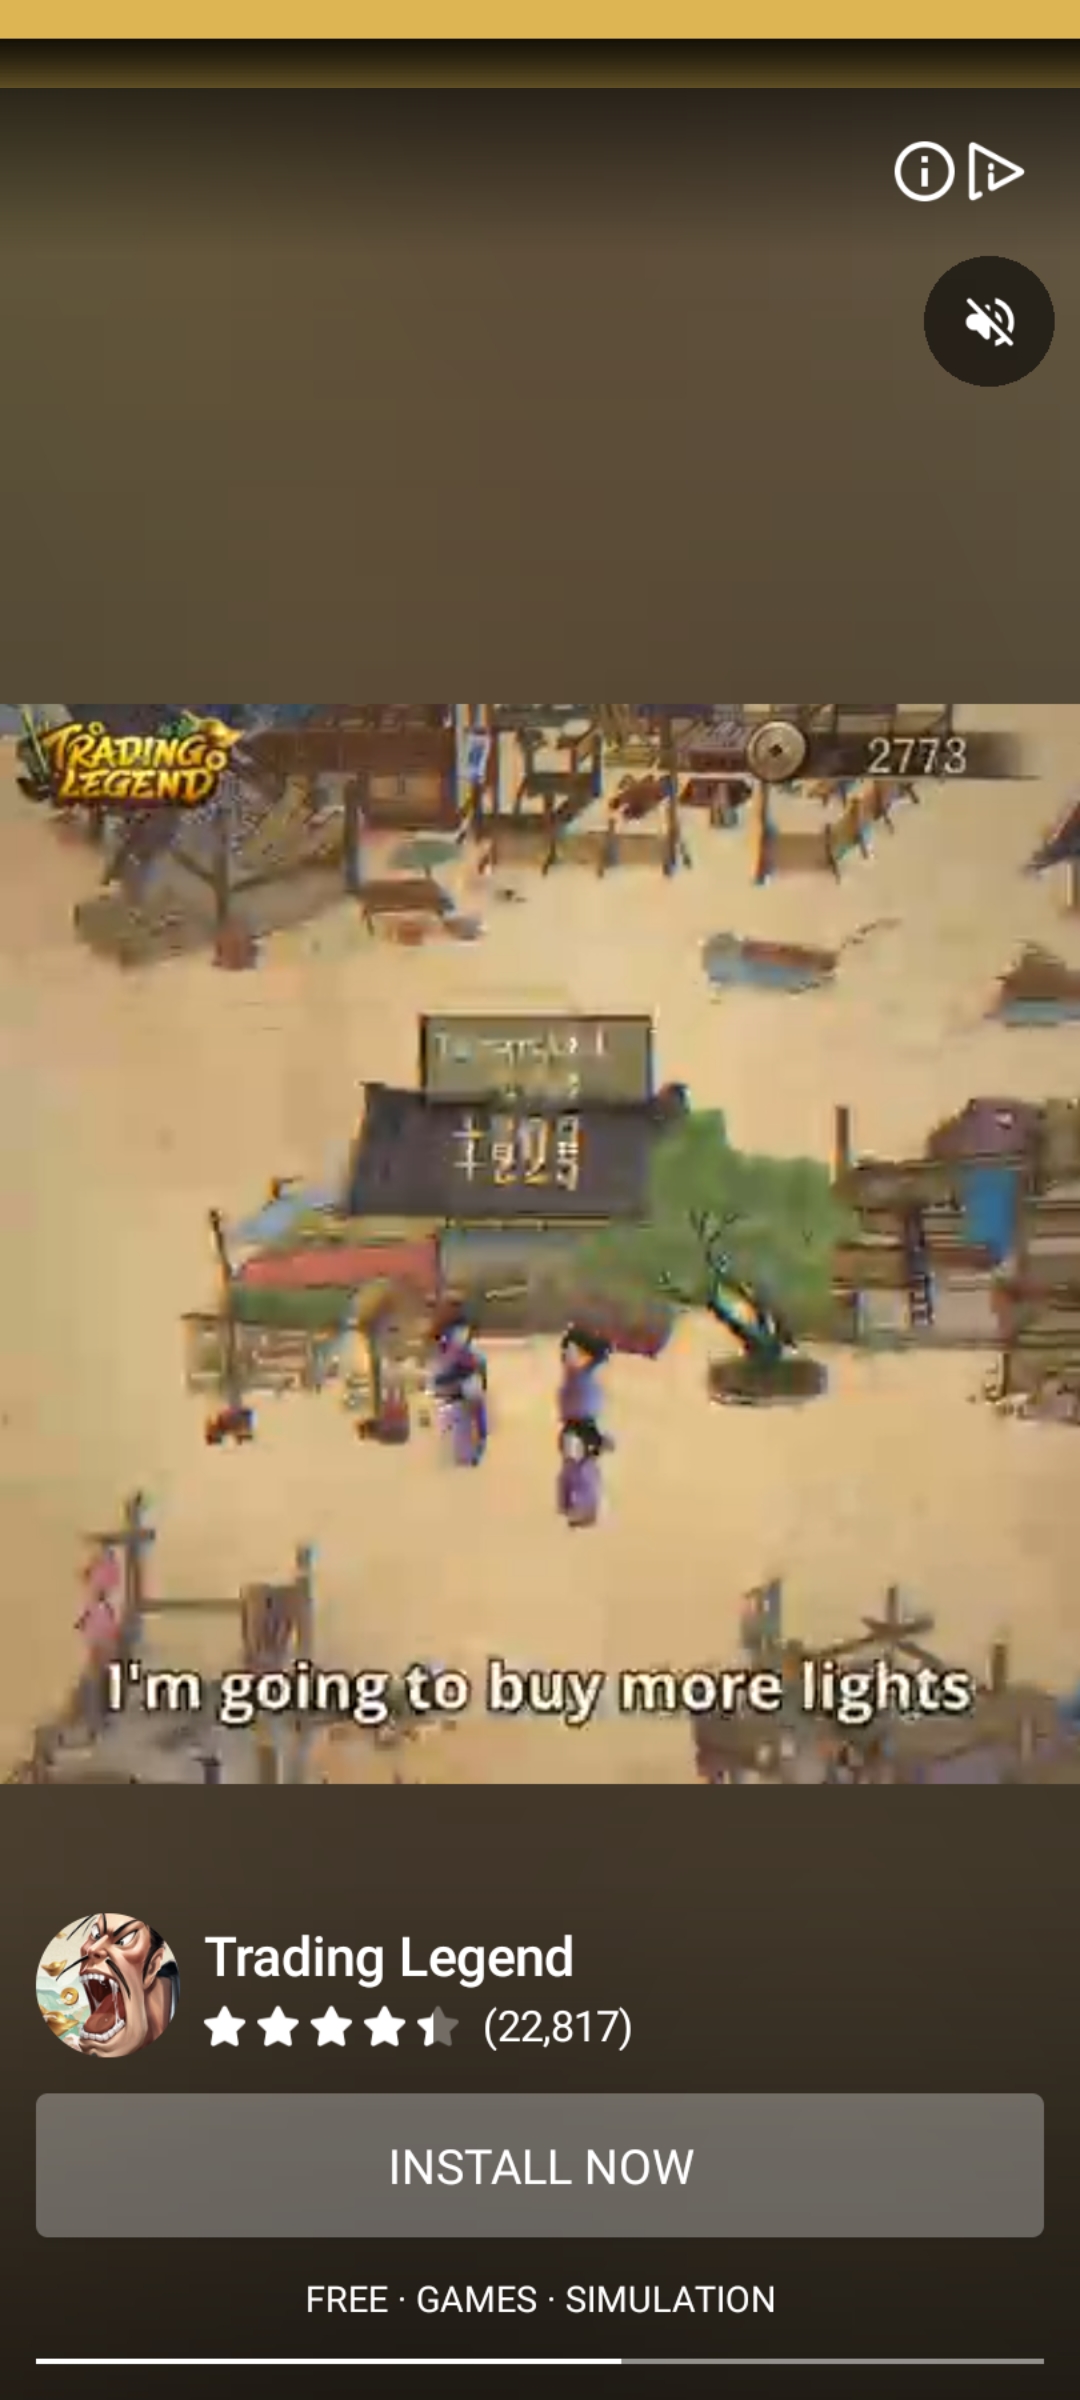 TRADING
LEGEND
2773
I'm going to buy more lights
Trading Legend
(22,817)
INSTALL NOW
FREE · GAMES · SIMULATION